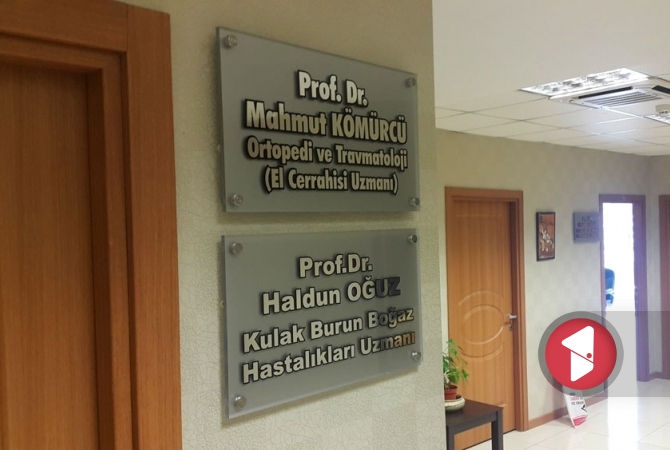 Prof. Dr.
Mahmut KÖMÜRCÜ
Ortopedi ve Travmatoloji
(El Cerrahisi Uzmanı)
Prof.Dr.
Haldun OĞUZ
Kulak Burun Boğaz
Hastalıkları Uzmanı